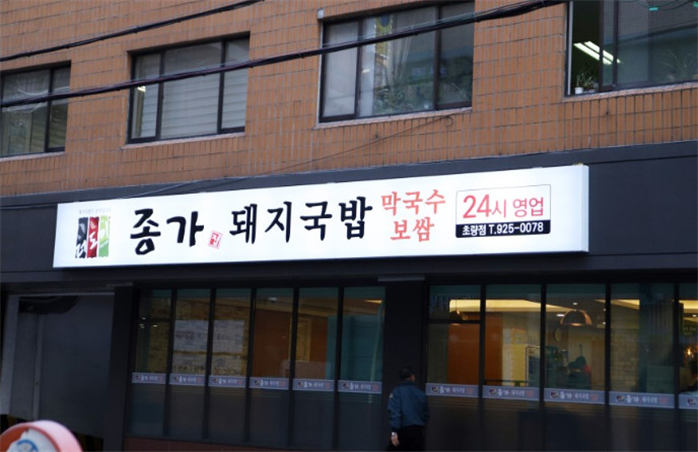 종가 돼지국밥
막국수
보쌈
24시 영업
초량점 T.925-0078